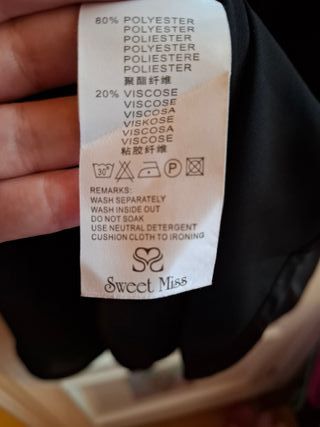 80% POLYESTER
POLYESTER
POLIESTER
POLYESTER
POLIESTERE
POLIESTER
聚酯纤维
20% VISCOSE
VISCOSE
VISCOSA
VISKOSE
VISCOSA
VISCOSE
粘胶纤维
30° P
REMARKS:
WASH SEPARATELY
WASH INSIDE OUT
DO NOT SOAK
USE NEUTRAL DETERGENT
CUSHION CLOTH TO IRONING
Sweet Miss